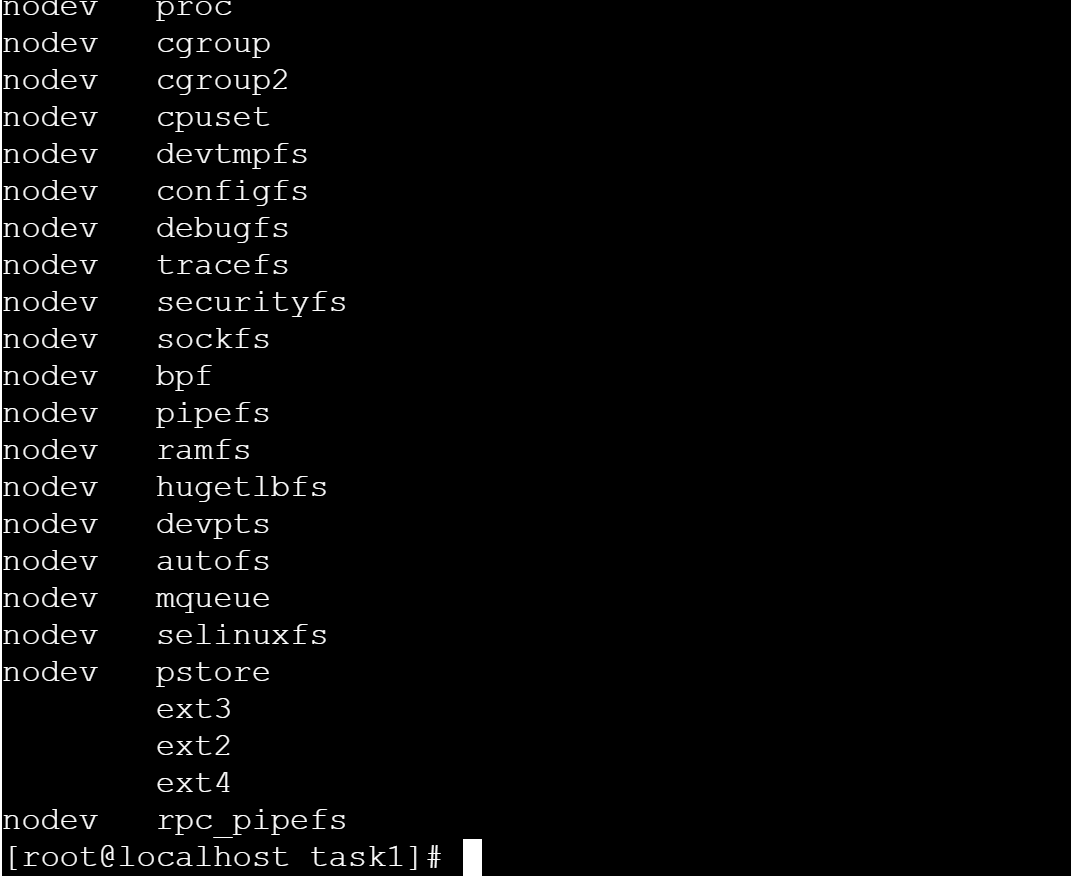 nodev   proc
nodev   cgroup
nodev   cgroup2
nodev   cpuset
nodev   devtmpfs
nodev   configfs
nodev   debugfs
nodev   tracefs
nodev   securityfs
nodev   sockfs
nodev   bpf
nodev   pipefs
nodev   ramfs
nodev   hugetlbfs
nodev   devpts
nodev   autofs
nodev   mqueue
nodev   selinuxfs
nodev   pstore
        ext3
        ext2
        ext4
nodev   rpc_pipefs
[root@localhost task1]#